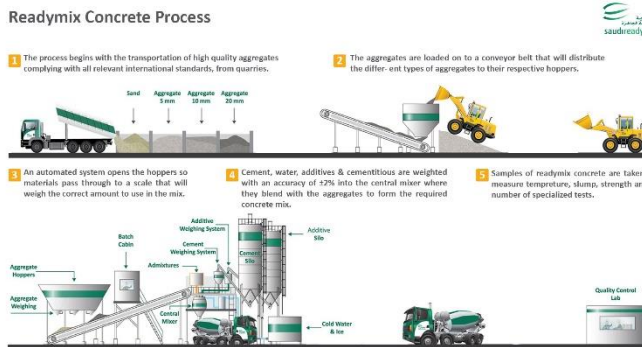 Readymix Concrete Process
saudiready
1 The process begins with the transportation of high quality aggregates
complying with all relevant international standards, from quarries.
2 The aggregates are loaded on to a conveyor belt that will distribute
the differ- ent types of aggregates to their respective hoppers.
Sand
Aggregate
5 mm
Aggregate
10 mm
Aggregate
20 mm
3 An automated system opens the hoppers so
materials pass through to a scale that will
weigh the correct amount to use in the mix.
4 Cement, water, additives & cementitious are weighted
with an accuracy of ±2% into the central mixer where
they blend with the aggregates to form the required
concrete mix.
5 Samples of readymix concrete are taken
measure tempreture, slump, strength an
number of specialized tests.
Additive
Weighing System
Cement
Weighing System
Batch
Cabin
Admixtures
Aggregate
Hoppers
Aggregate
Weighing
Central
Mixer
Cement
Silo
Additive
Silo
Cold Water
& Ice
Quality Control
Lab